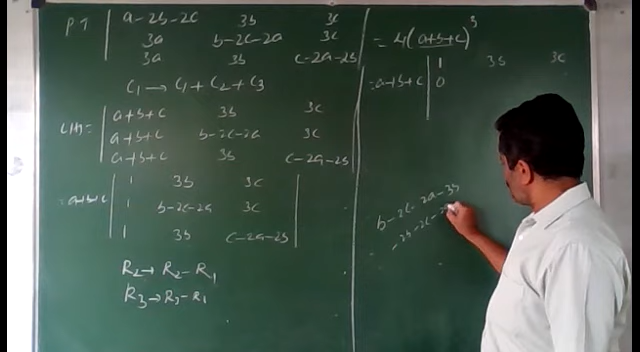 PT | a-2b-2c 3b 3c | = 4(a+b+c)³
3a b-2c-2a 3c
3a 3b c-2a-2b
C₁ → C₁ + C₂ + C₃
LHS = | a+b+c 3b 3c
a+b+c b-2c-2a 3c
a+b+c 3b c-2a-2b |
= a+b+c | 1 3b 3c
1 b-2c-2a 3c
1 3b c-2a-2b |
R₂ → R₂ - R₁
R₃ → R₃ - R₁
= a+b+c | 1 3b 3c
0
b-2c-2a-3b
-2b-2c-